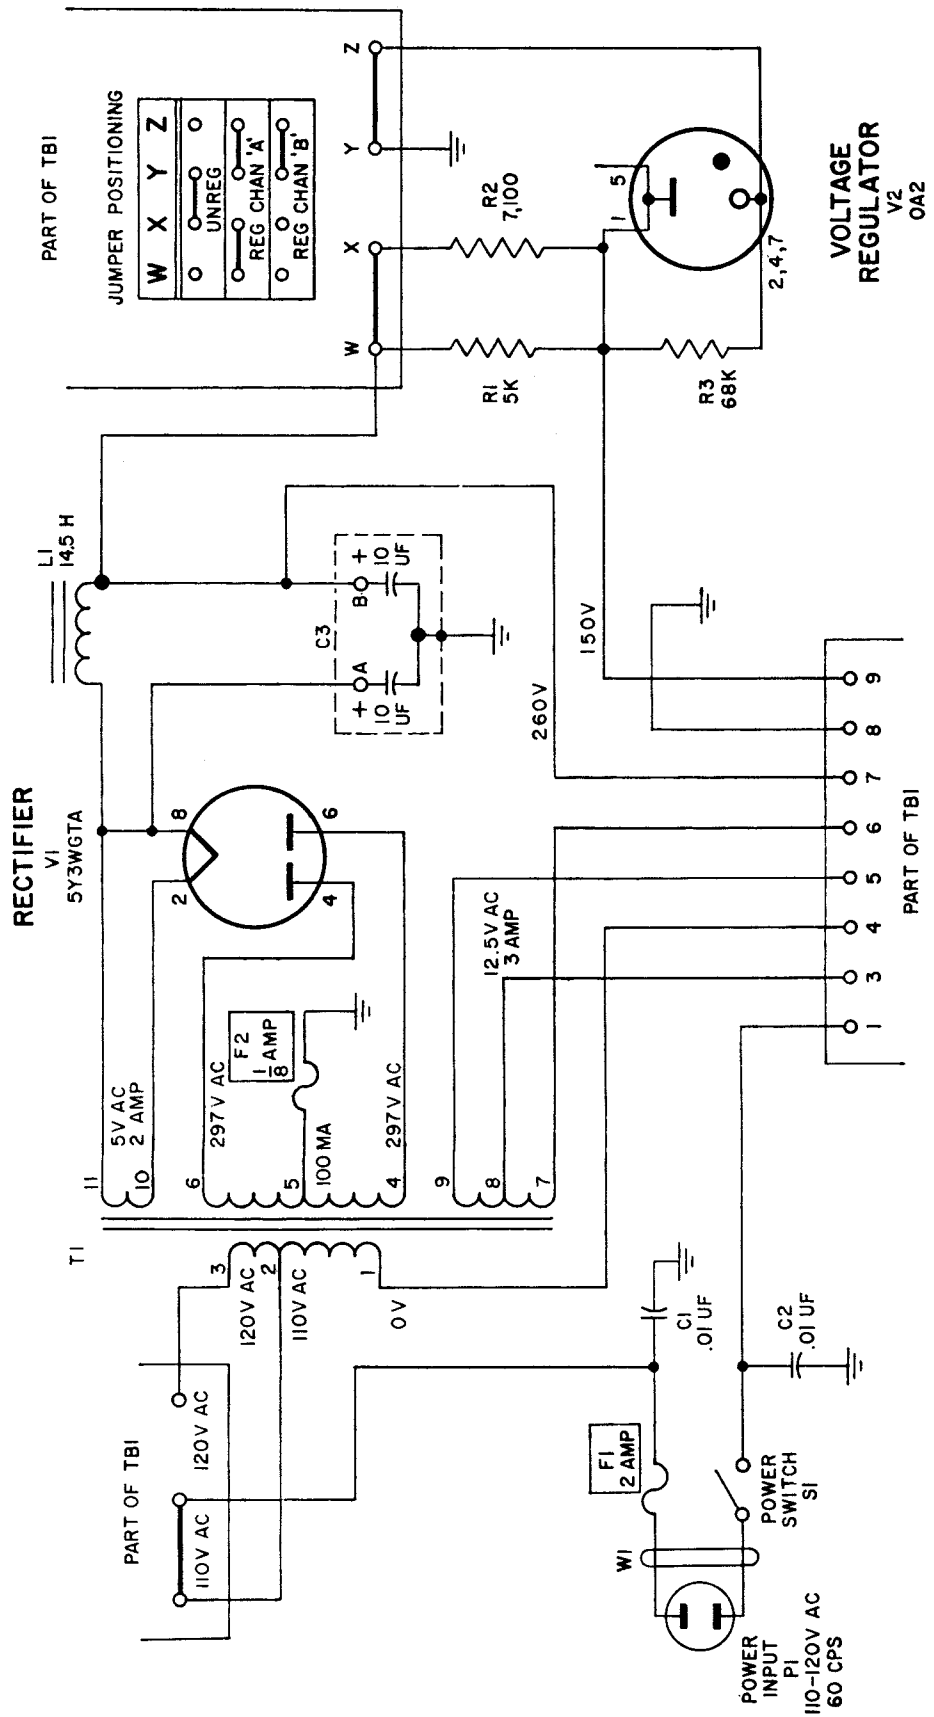 PART OF TB1
JUMPER POSITIONING
W X Y Z
UNREG
REG CHAN 'A'
REG CHAN 'B'
W
X
Y
Z
R1
5K
R2
7,100
R3
68K
1
5
2,4,7
VOLTAGE
REGULATOR
V2
OA2
L1
14.5 H
C3
+
A
10
UF
B
+
10
UF
260V
150V
RECTIFIER
V1
5Y3WGTA
2
8
4
6
T1
11
5V AC
2 AMP
10
6
297V AC
F2
1/8 AMP
5
100 MA
4
297V AC
9
8
7
12.5V AC
3 AMP
3
120V AC
2
110V AC
1
0V
PART OF TB1
110V AC
120V AC
PART OF TB1
1
3
4
5
6
7
8
9
F1
2 AMP
C1
.01 UF
C2
.01 UF
W1
POWER
SWITCH
S1
POWER
INPUT
P1
110-120V AC
60 CPS